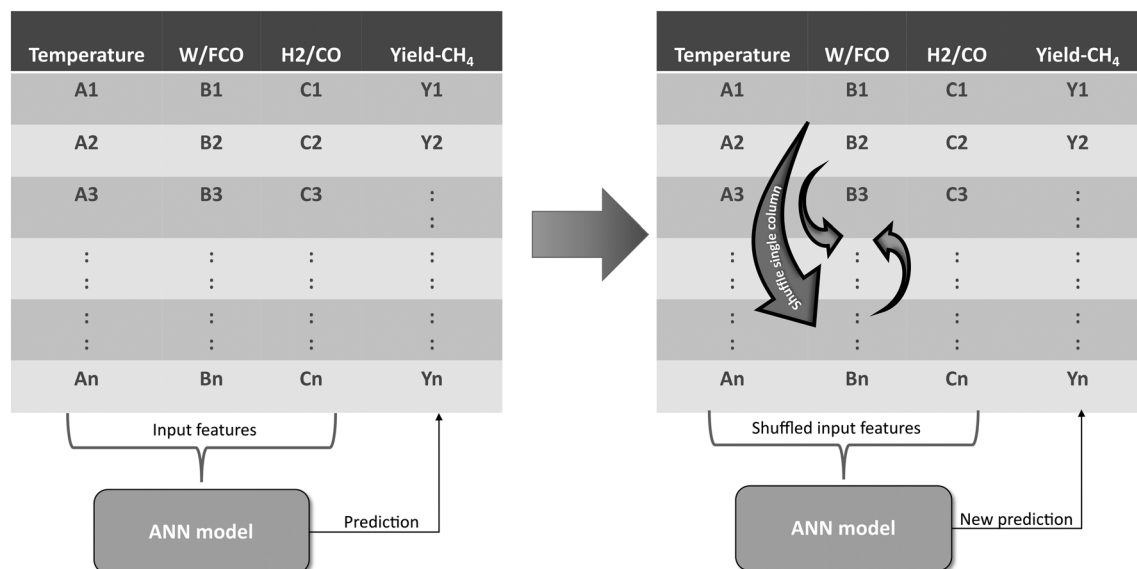 Temperature W/FCO H2/CO Yield-CH₄
A1 B1 C1 Y1
A2 B2 C2 Y2
A3 B3 C3 :
:
: : : :
: : : :
: : : :
: : : :
An Bn Cn Yn
Input features
ANN model
Prediction
Temperature W/FCO H2/CO Yield-CH₄
A1 B1 C1 Y1
A2 B2 C2 Y2
A3 B3 C3 :
:
: : : :
: : : :
: : : :
: : : :
An Bn Cn Yn
Shuffle single column
Shuffled input features
ANN model
New prediction